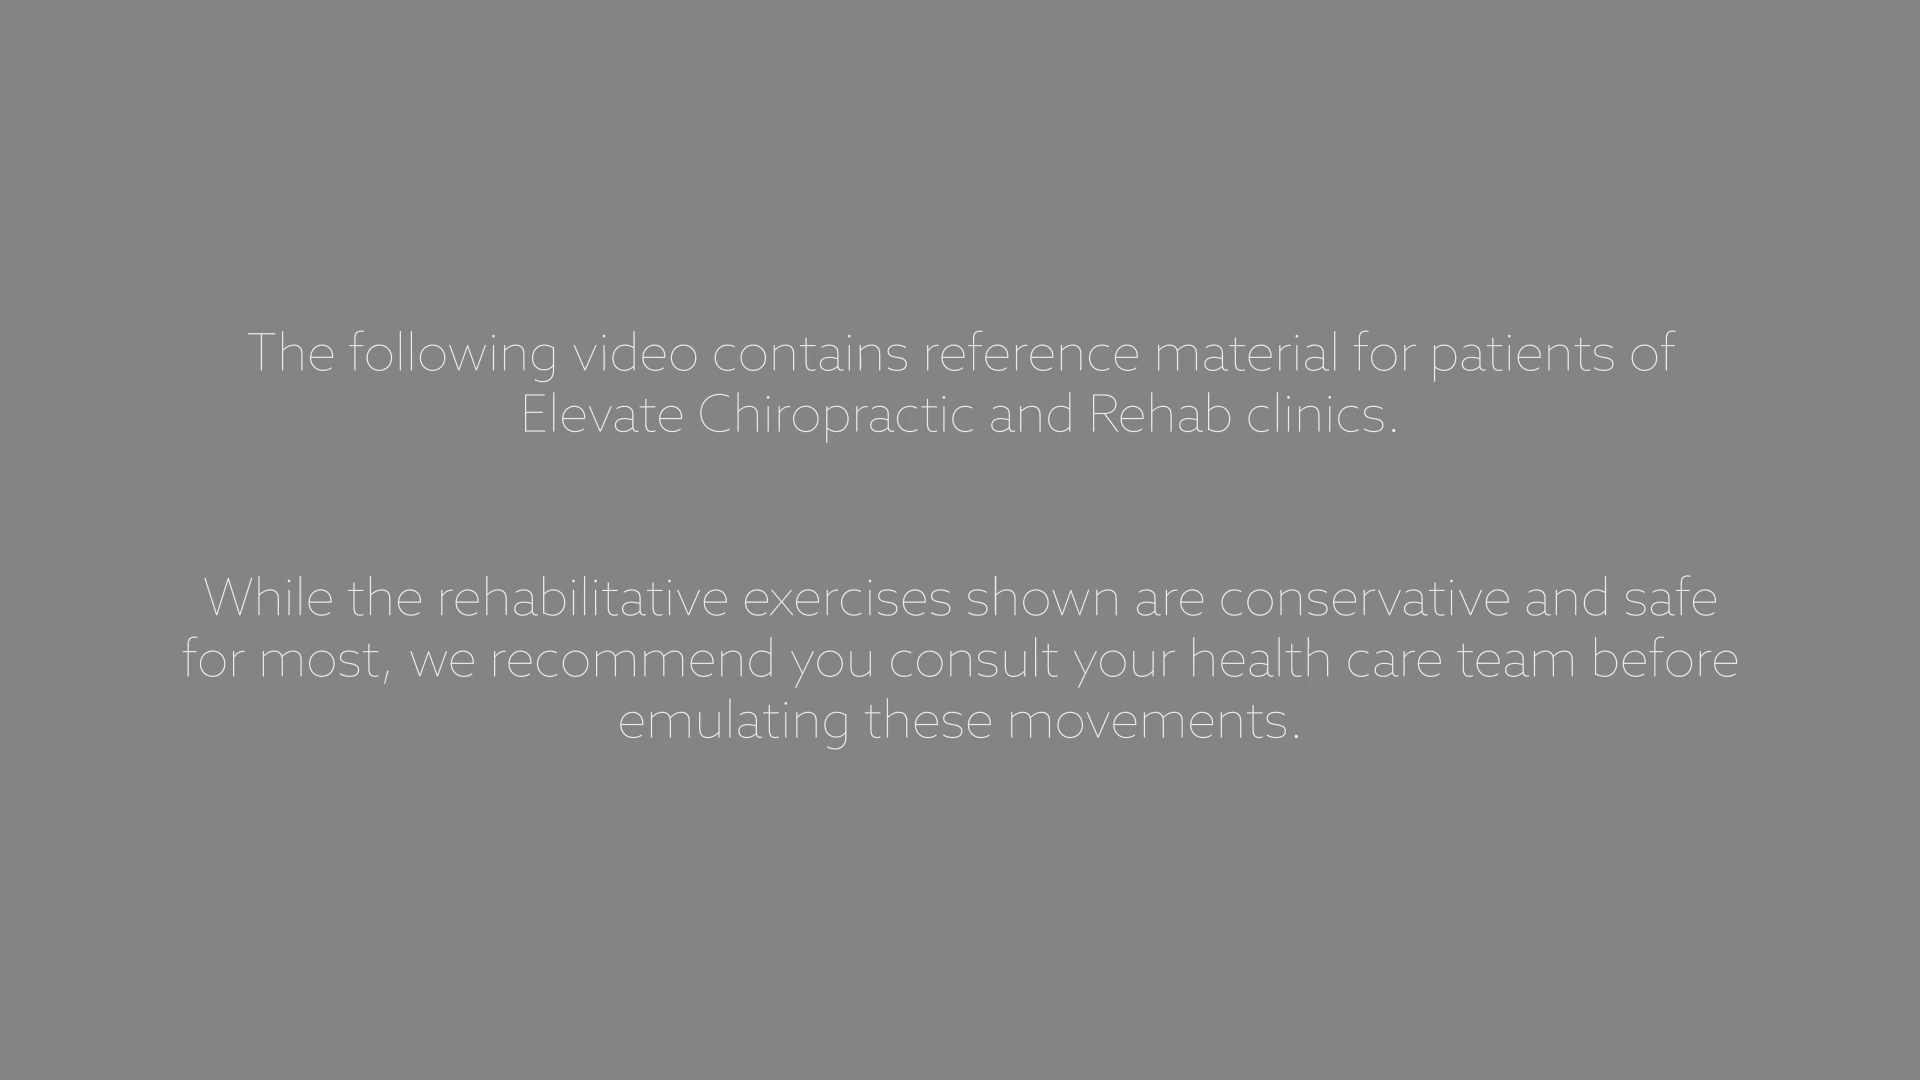 The following video contains reference material for patients of
Elevate Chiropractic and Rehab clinics.
While the rehabilitative exercises shown are conservative and safe
for most, we recommend you consult your health care team before
emulating these movements.